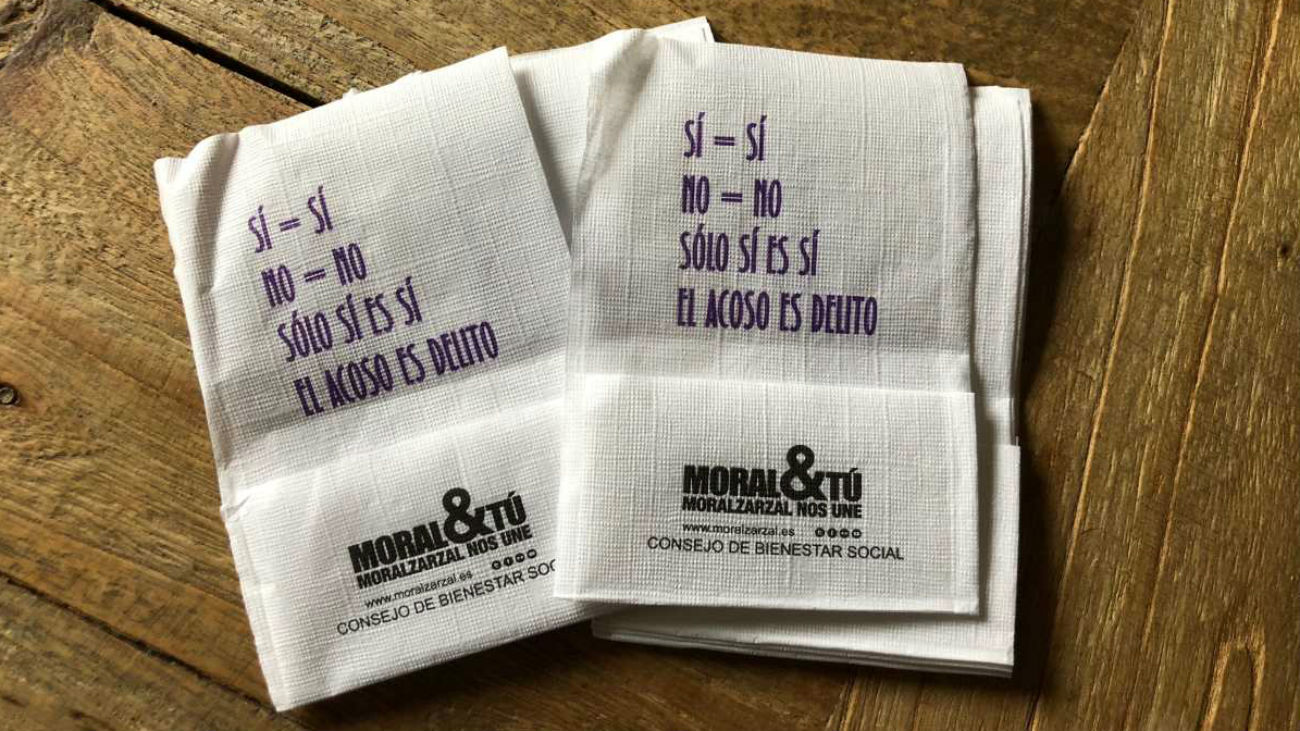 SÍ = SÍ
NO = NO
SÓLO SÍ ES SÍ
EL ACOSO ES DELITO
MORAL&TÚ
MORALZARZAL NOS UNE
www.moralzarzal.es
CONSEJO DE BIENESTAR SOC
SÍ = SÍ
NO = NO
SÓLO SÍ ES SÍ
EL ACOSO ES DELITO
MORAL&TÚ
MORALZARZAL NOS UNE
www.moralzarzal.es
CONSEJO DE BIENESTAR SOCIAL